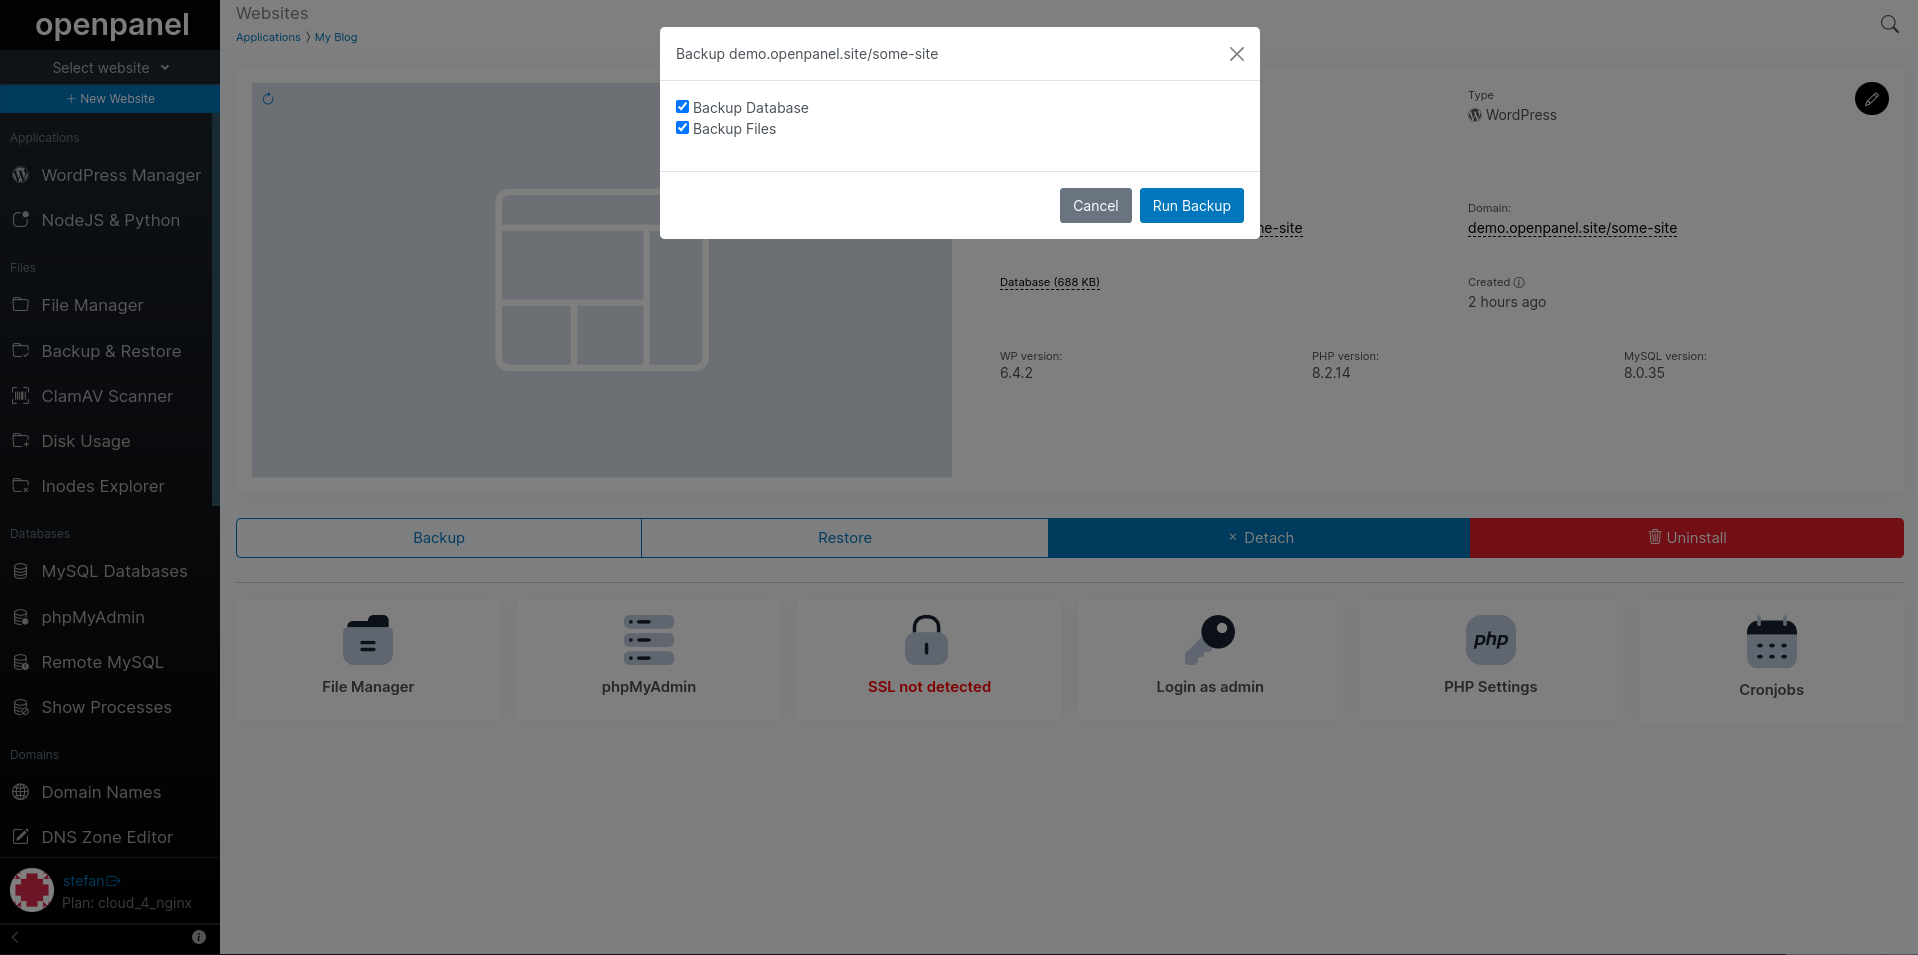 openpanel
Select website
+ New Website
Applications
WordPress Manager
NodeJS & Python
Files
File Manager
Backup & Restore
ClamAV Scanner
Disk Usage
Inodes Explorer
Databases
MySQL Databases
phpMyAdmin
Remote MySQL
Show Processes
Domains
Domain Names
DNS Zone Editor
stefan
Plan: cloud_4_nginx
Websites
Applications > My Blog
Backup demo.openpanel.site/some-site
Backup Database
Backup Files
Cancel Run Backup
Type
WordPress
Domain:
demo.openpanel.site/some-site
Database (688 KB)
Created
2 hours ago
WP version:
6.4.2
PHP version:
8.2.14
MySQL version:
8.0.35
Backup
Restore
× Detach
Uninstall
File Manager
phpMyAdmin
SSL not detected
Login as admin
php
PHP Settings
Cronjobs